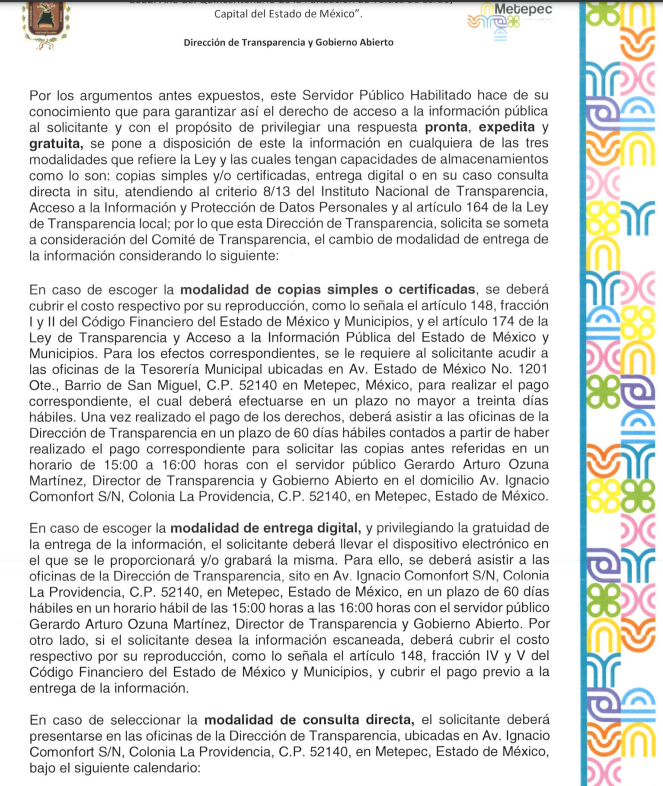 Capital del Estado de México".
Metepec
Dirección de Transparencia y Gobierno Abierto
Por los argumentos antes expuestos, este Servidor Público Habilitado hace de su
conocimiento que para garantizar así el derecho de acceso a la información pública
al solicitante y con el propósito de privilegiar una respuesta pronta, expedita y
gratuita, se pone a disposición de este la información en cualquiera de las tres
modalidades que refiere la Ley y las cuales tengan capacidades de almacenamientos
como lo son: copias simples y/o certificadas, entrega digital o en su caso consulta
directa in situ, atendiendo al criterio 8/13 del Instituto Nacional de Transparencia,
Acceso a la Información y Protección de Datos Personales y al artículo 164 de la Ley
de Transparencia local; por lo que esta Dirección de Transparencia, solicita se someta
a consideración del Comité de Transparencia, el cambio de modalidad de entrega de
la información considerando lo siguiente:
En caso de escoger la modalidad de copias simples o certificadas, se deberá
cubrir el costo respectivo por su reproducción, como lo señala el artículo 148, fracción
I y II del Código Financiero del Estado de México y Municipios, y el artículo 174 de la
Ley de Transparencia y Acceso a la Información Pública del Estado de México y
Municipios. Para los efectos correspondientes, se le requiere al solicitante acudir a
las oficinas de la Tesorería Municipal ubicadas en Av. Estado de México No. 1201
Ote., Barrio de San Miguel, C.P. 52140 en Metepec, México, para realizar el pago
correspondiente, el cual deberá efectuarse en un plazo no mayor a treinta días
hábiles. Una vez realizado el pago de los derechos, deberá asistir a las oficinas de la
Dirección de Transparencia en un plazo de 60 días hábiles contados a partir de haber
realizado el pago correspondiente para solicitar las copias antes referidas en un
horario de 15:00 a 16:00 horas con el servidor público Gerardo Arturo Ozuna
Martínez, Director de Transparencia y Gobierno Abierto en el domicilio Av. Ignacio
Comonfort S/N, Colonia La Providencia, C.P. 52140, en Metepec, Estado de México.
En caso de escoger la modalidad de entrega digital, y privilegiando la gratuidad de
la entrega de la información, el solicitante deberá llevar el dispositivo electrónico en
el que se le proporcionará y/o grabará la misma. Para ello, se deberá asistir a las
oficinas de la Dirección de Transparencia, sito en Av. Ignacio Comonfort S/N, Colonia
La Providencia, C.P. 52140, en Metepec, Estado de México, en un plazo de 60 días
hábiles en un horario hábil de las 15:00 horas a las 16:00 horas con el servidor público
Gerardo Arturo Ozuna Martínez, Director de Transparencia y Gobierno Abierto. Por
otro lado, si el solicitante desea la información escaneada, deberá cubrir el costo
respectivo por su reproducción, como lo señala el artículo 148, fracción IV y V del
Código Financiero del Estado de México y Municipios, y cubrir el pago previo a la
entrega de la información.
En caso de seleccionar la modalidad de consulta directa, el solicitante deberá
presentarse en las oficinas de la Dirección de Transparencia, ubicadas en Av. Ignacio
Comonfort S/N, Colonia La Providencia, C.P. 52140, en Metepec, Estado de México,
bajo el siguiente calendario: